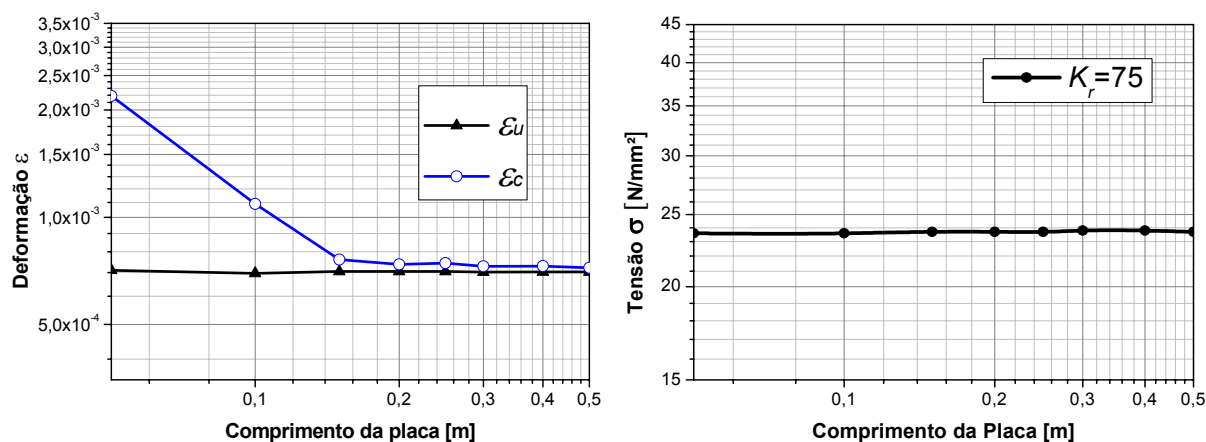 3,5x10⁻³
3,0x10⁻³
2,5x10⁻³
2,0x10⁻³
1,5x10⁻³
1,0x10⁻³
5,0x10⁻⁴
Deformação ε
εu
εc
0,1
0,2
0,3
0,4
0,5
Comprimento da placa [m]
45
40
35
30
25
20
15
Tensão σ [N/mm²]
Kr=75
0,1
0,2
0,3
0,4
0,5
Comprimento da Placa [m]